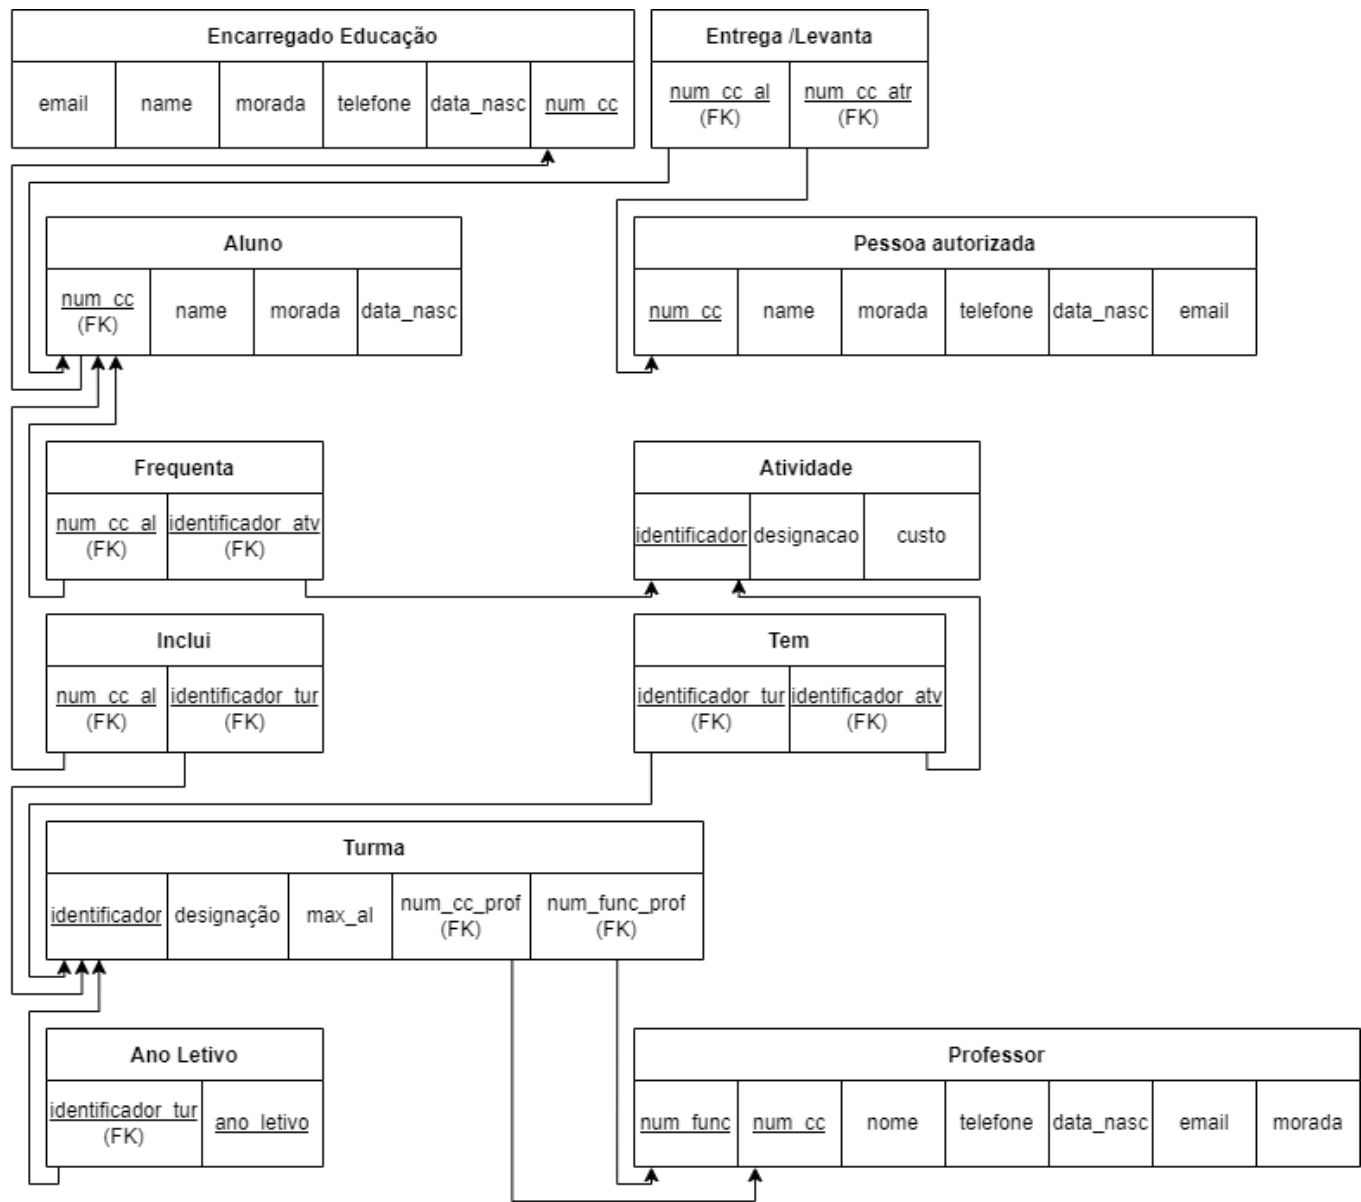 Encarregado Educação
email name morada telefone data_nasc num_cc
Entrega /Levanta
num_cc_al (FK) num_cc_atr (FK)
Aluno
num_cc (FK) name morada data_nasc
Pessoa autorizada
num_cc name morada telefone data_nasc email
Frequenta
num_cc_al (FK) identificador_atv (FK)
Atividade
identificador designacao custo
Inclui
num_cc_al (FK) identificador_tur (FK)
Tem
identificador_tur (FK) identificador_atv (FK)
Turma
identificador designação max_al num_cc_prof (FK) num_func_prof (FK)
Ano Letivo
identificador_tur (FK) ano_letivo
Professor
num_func num_cc nome telefone data_nasc email morada